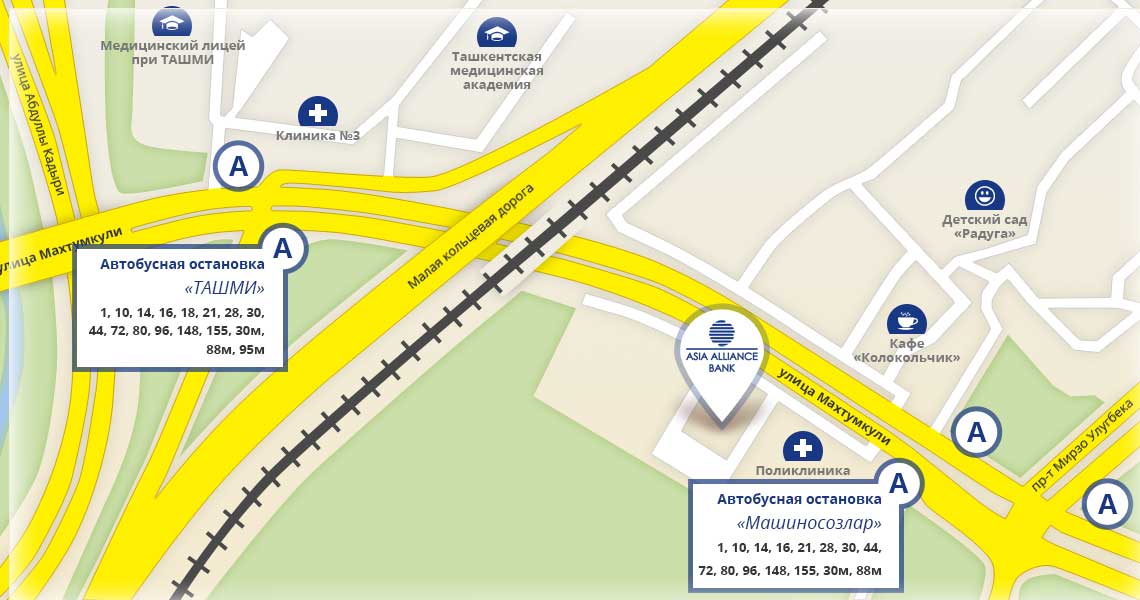 Медицинский лицей
при ТАШМИ
Ташкентская
медицинская
академия
улица Абдуллы Кадыри
Клиника №3
A
Малая кольцевая дорога
Детский сад
«Радуга»
улица Махтумкули
A
Автобусная остановка
«ТАШМИ»
1, 10, 14, 16, 18, 21, 28, 30,
44, 72, 80, 96, 148, 155, 30м,
88м, 95м
ASIA ALLIANCE
BANK
Кафе
«Колокольчик»
улица Махтумкули
пр-т Мирзо Улугбека
A
Поликлиника
A
A
Автобусная остановка
«Машиносозлар»
1, 10, 14, 16, 21, 28, 30, 44,
72, 80, 96, 148, 155, 30м, 88м